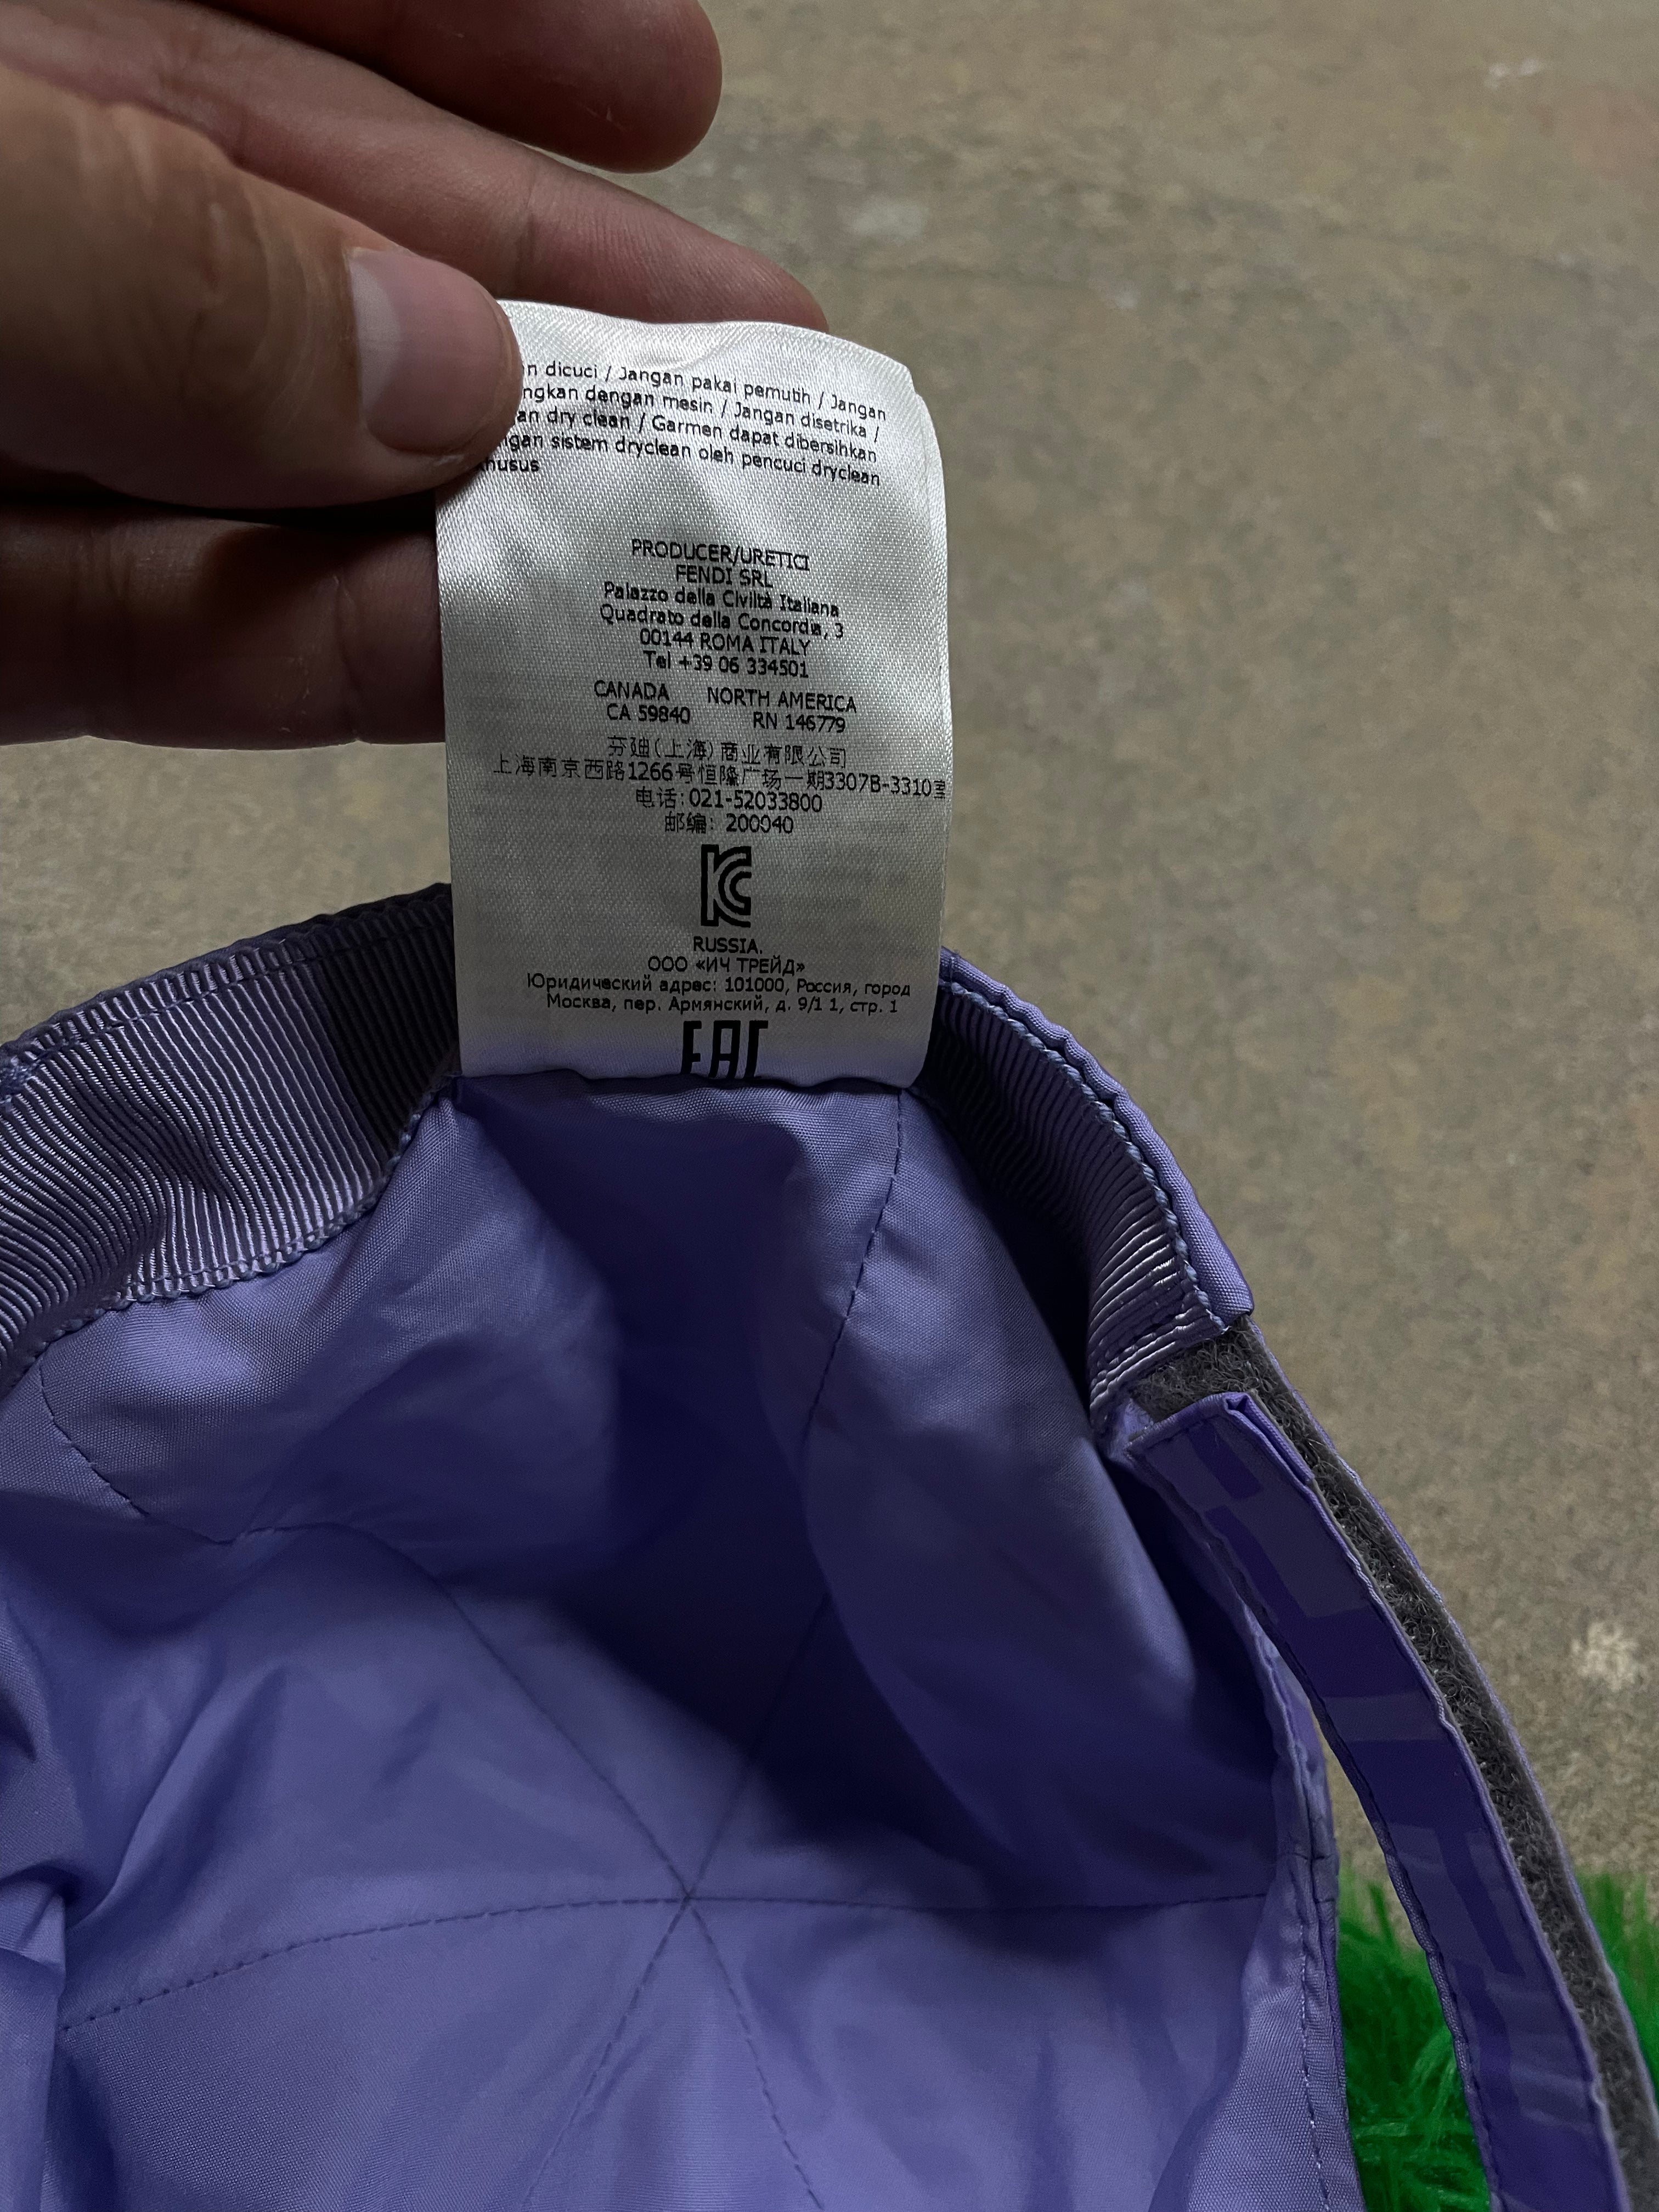 dicuci / Jangan pakai pemutih / Jangan
dengan mesin / Jangan disetrika /
dry clean / Garmen dapat dibersihkan
sistem dryclean oleh pencuci dryclean
PRODUCER/URETICI
FENDI SRL
Palazzo della Civiltà Italiana
Quadrato della Concordia, 3
00144 ROMA ITALY
Tel +39 06 334501
CANADA NORTH AMERICA
CA 59840 RN 146779
芬迪(上海)商业有限公司
上海南京西路1266号恒隆广场一期3307B-3310室
电话:021-52033800
邮编: 200040
KC
RUSSIA.
ООО «ИЧ ТРЕЙД»
Юридический адрес: 101000, Россия, город
Москва, пер. Армянский, д. 9/1 1, стр. 1
EAC